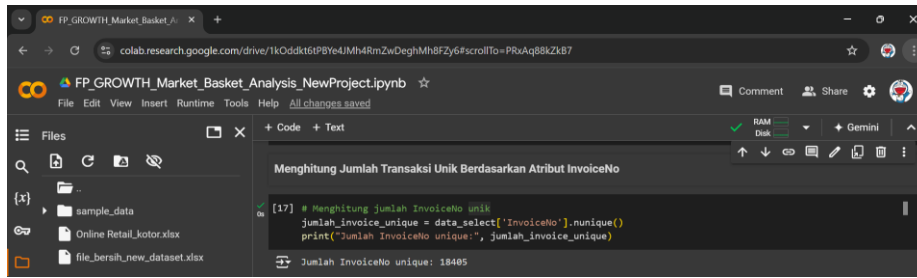 FP_GROWTH_Market_Basket_A
colab.research.google.com/drive/1kOddkt6tP8Ye4JMh4RmZwDeghMh8FZy6#scrollTo=PRxAq88kZkB7
FP_GROWTH_Market_Basket_Analysis_NewProject.ipynb
Comment Share
File Edit View Insert Runtime Tools Help All changes saved
Files
+ Code + Text
RAM
Disk
Gemini
..
{x}
sample_data
Online Retail_kotor.xlsx
file_bersih_new_dataset.xlsx
Menghitung Jumlah Transaksi Unik Berdasarkan Atribut InvoiceNo
[17] # Menghitung jumlah InvoiceNo unik
0s
jumlah_invoice_unique = data_select['InvoiceNo'].nunique()
print("Jumlah InvoiceNo unique:", jumlah_invoice_unique)
Jumlah InvoiceNo unique: 18405